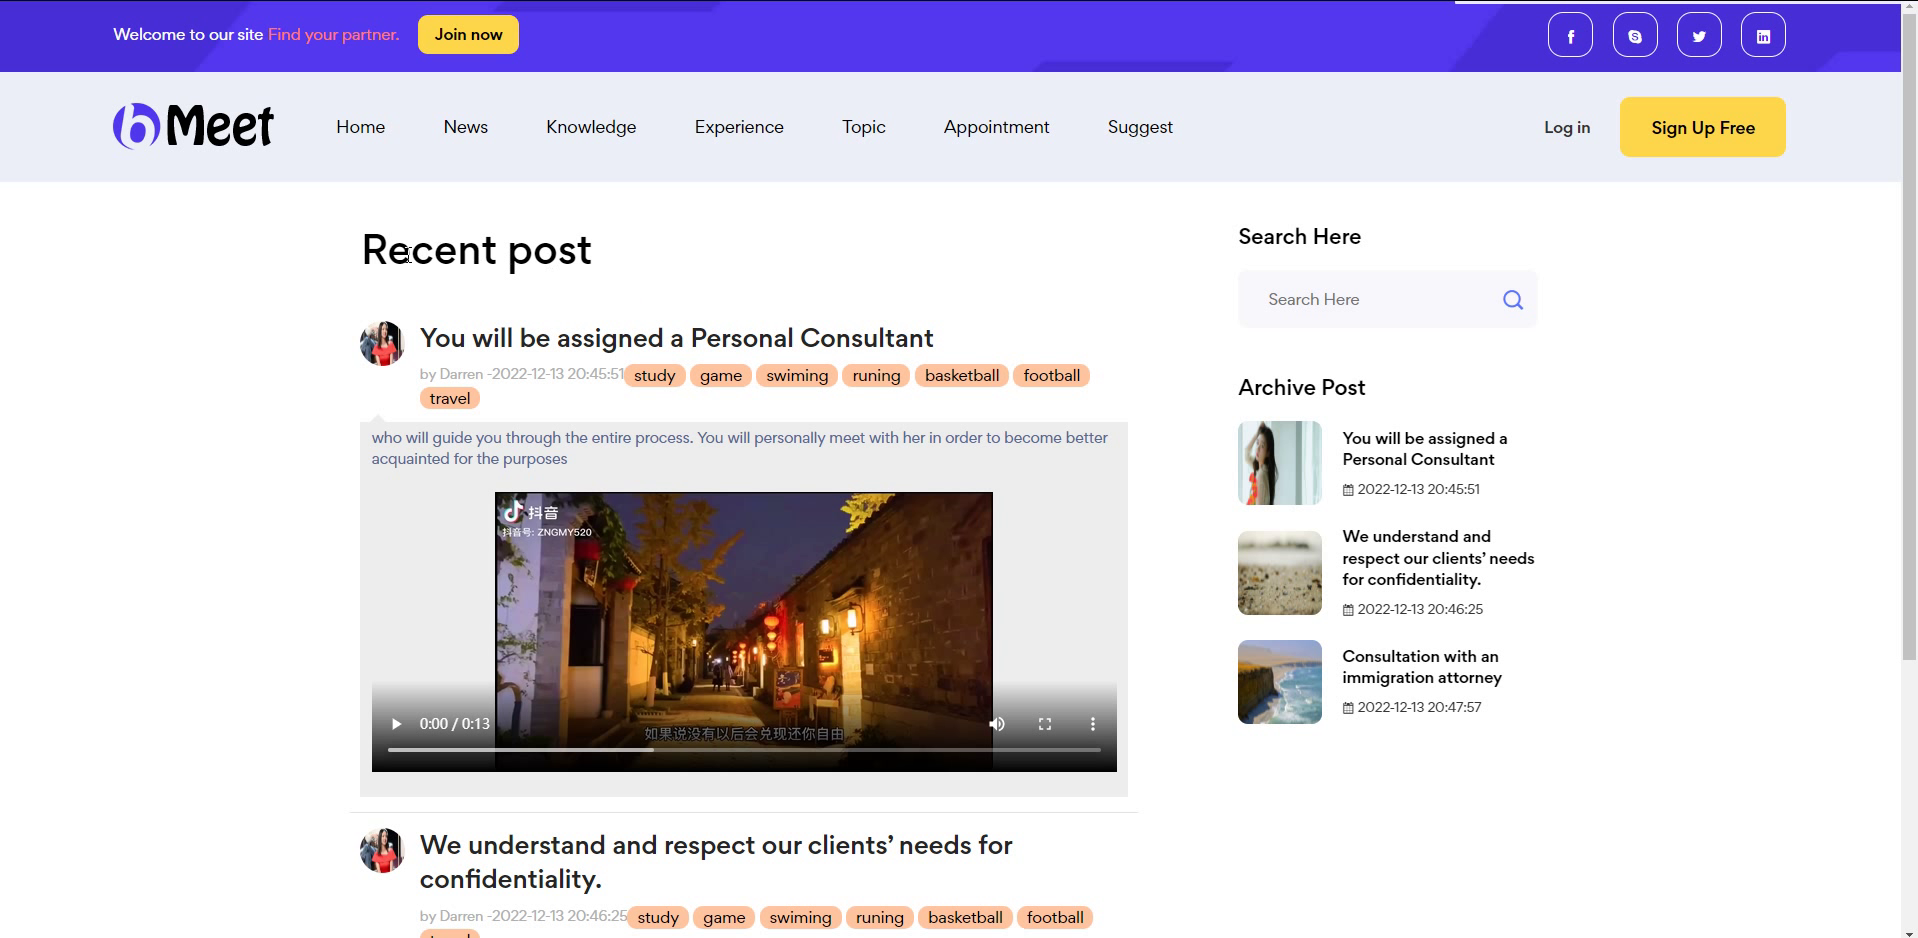 Welcome to our site Find your partner. Join now
bMeet
Home News Knowledge Experience Topic Appointment Suggest Log in Sign Up Free
Recent post
You will be assigned a Personal Consultant
by Darren -2022-12-13 20:45:51 study game swiming runing basketball football
travel
who will guide you through the entire process. You will personally meet with her in order to become better
acquainted for the purposes
抖音
抖音号: ZNGMY520
如果说没有以后会兑现还你自由
0:00 / 0:13
We understand and respect our clients’ needs for
confidentiality.
by Darren -2022-12-13 20:46:25 study game swiming runing basketball football
Search Here
Search Here
Archive Post
You will be assigned a
Personal Consultant
2022-12-13 20:45:51
We understand and
respect our clients’ needs
for confidentiality.
2022-12-13 20:46:25
Consultation with an
immigration attorney
2022-12-13 20:47:57